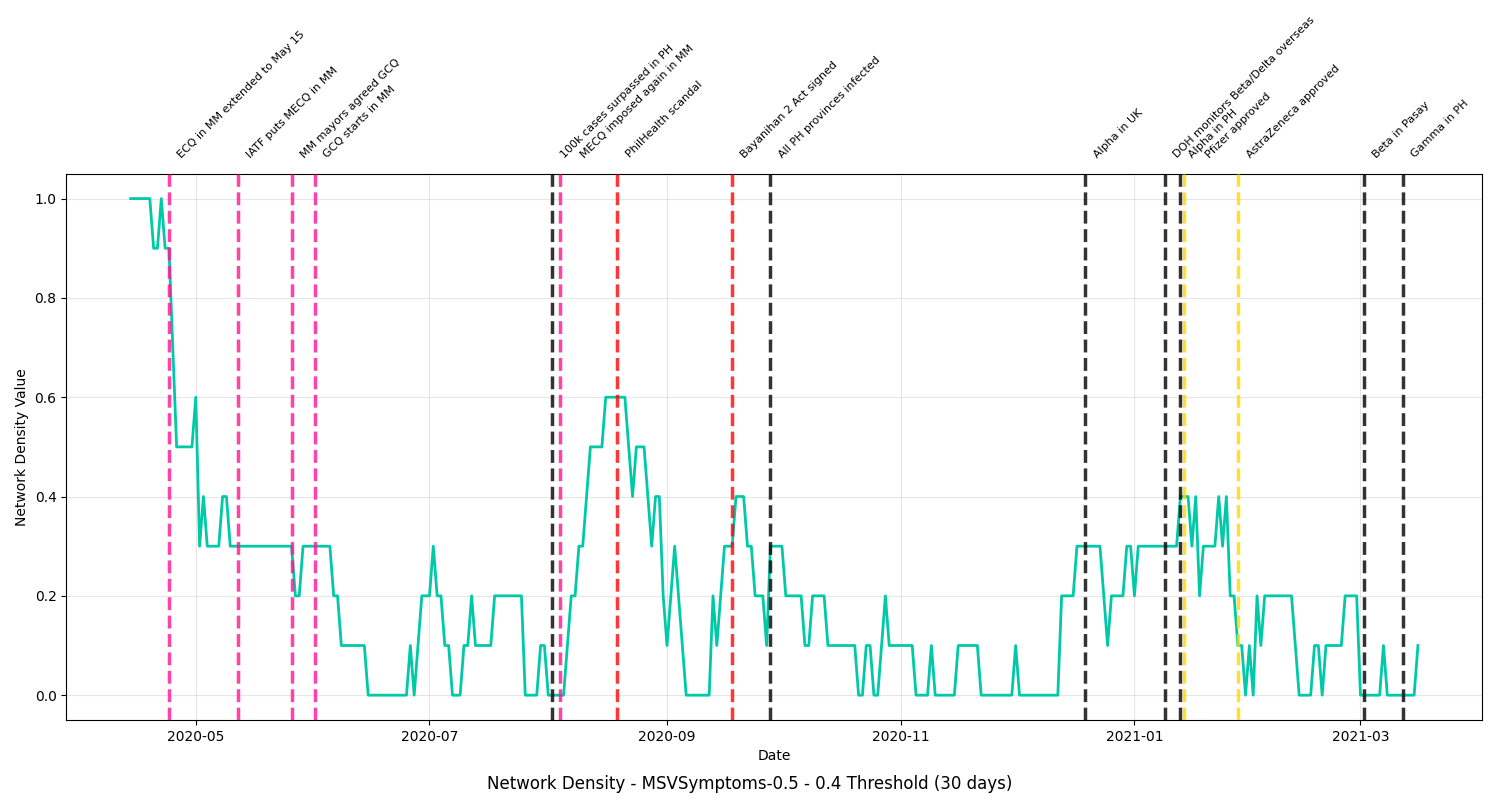 ECQ in MM extended to May 15
IATF puts MECQ in MM
MM mayors agreed GCQ
GCQ starts in MM
100k cases surpassed in PH
MECQ imposed again in MM
PhilHealth scandal
Bayanihan 2 Act signed
All PH provinces infected
Alpha in UK
DOH monitors Beta/Delta overseas
Alpha in PH
Pfizer approved
AstraZeneca approved
Beta in Pasay
Gamma in PH
Network Density Value
1.0
0.8
0.6
0.4
0.2
0.0
2020-05
2020-07
2020-09
2020-11
2021-01
2021-03
Date
Network Density - MSVSymptoms-0.5 - 0.4 Threshold (30 days)